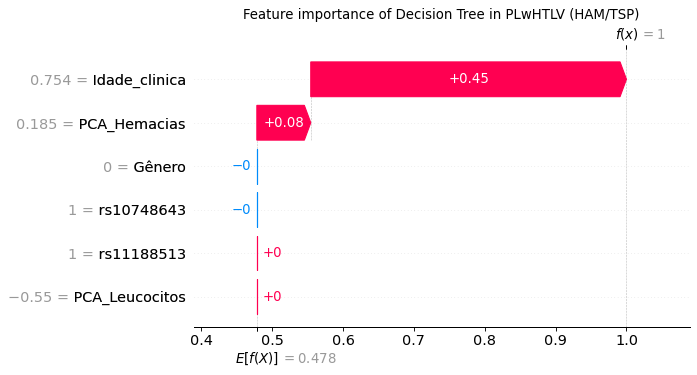 Feature importance of Decision Tree in PLwHTLV (HAM/TSP)
f(x) = 1
0.754 = Idade_clinica
+0.45
0.185 = PCA_Hemacias
+0.08
0 = Gênero
−0
1 = rs10748643
−0
1 = rs11188513
+0
−0.55 = PCA_Leucocitos
+0
0.4 0.5 0.6 0.7 0.8 0.9 1.0
E[f(X)] = 0.478